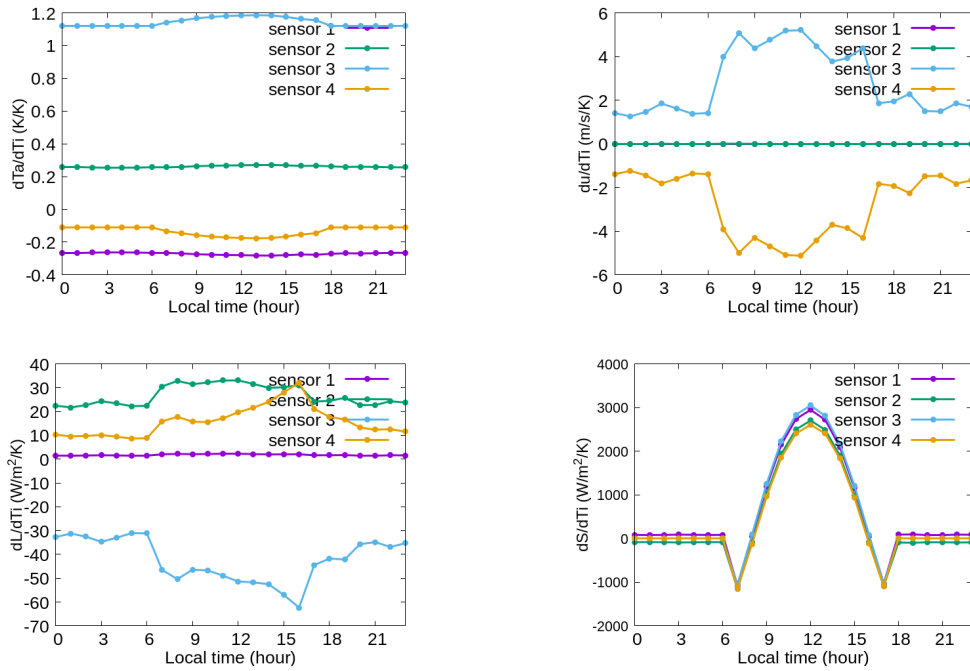 1.2
1
0.8
0.6
0.4
0.2
0
-0.2
-0.4
dTa/dTi (K/K)
sensor 1
sensor 2
sensor 3
sensor 4
0 3 6 9 12 15 18 21
Local time (hour)
6
4
2
0
-2
-4
-6
du/dTi (m/s/K)
sensor 1
sensor 2
sensor 3
sensor 4
0 3 6 9 12 15 18 21
Local time (hour)
40
30
20
10
0
-10
-20
-30
-40
-50
-60
-70
dL/dTi (W/m²/K)
sensor 1
sensor 2
sensor 3
sensor 4
0 3 6 9 12 15 18 21
Local time (hour)
4000
3000
2000
1000
0
-1000
-2000
dS/dTi (W/m²/K)
sensor 1
sensor 2
sensor 3
sensor 4
0 3 6 9 12 15 18 21
Local time (hour)